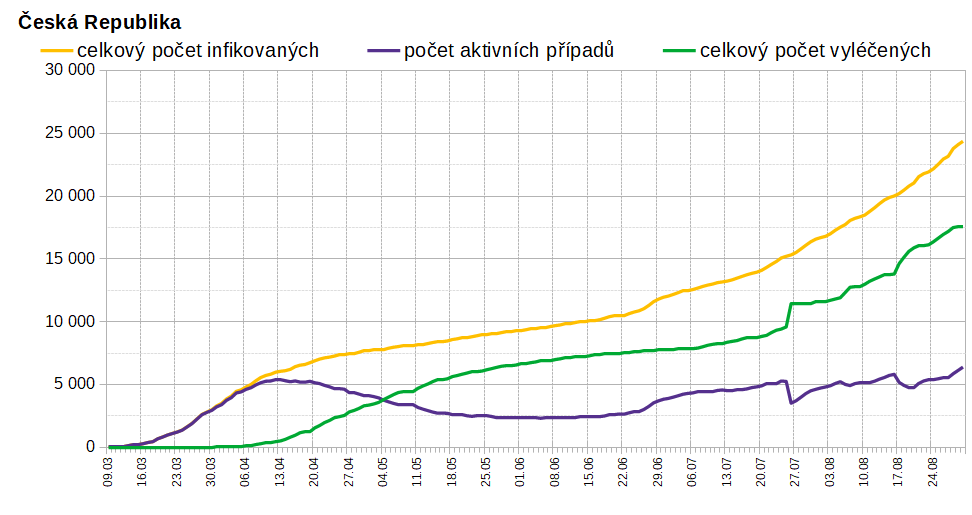 Česká Republika
celkový počet infikovaných počet aktivních případů celkový počet vyléčených
30 000
25 000
20 000
15 000
10 000
5 000
0
09.03 16.03 23.03 30.03 06.04 13.04 20.04 27.04 04.05 11.05 18.05 25.05 01.06 08.06 15.06 22.06 29.06 06.07 13.07 20.07 27.07 03.08 10.08 17.08 24.08